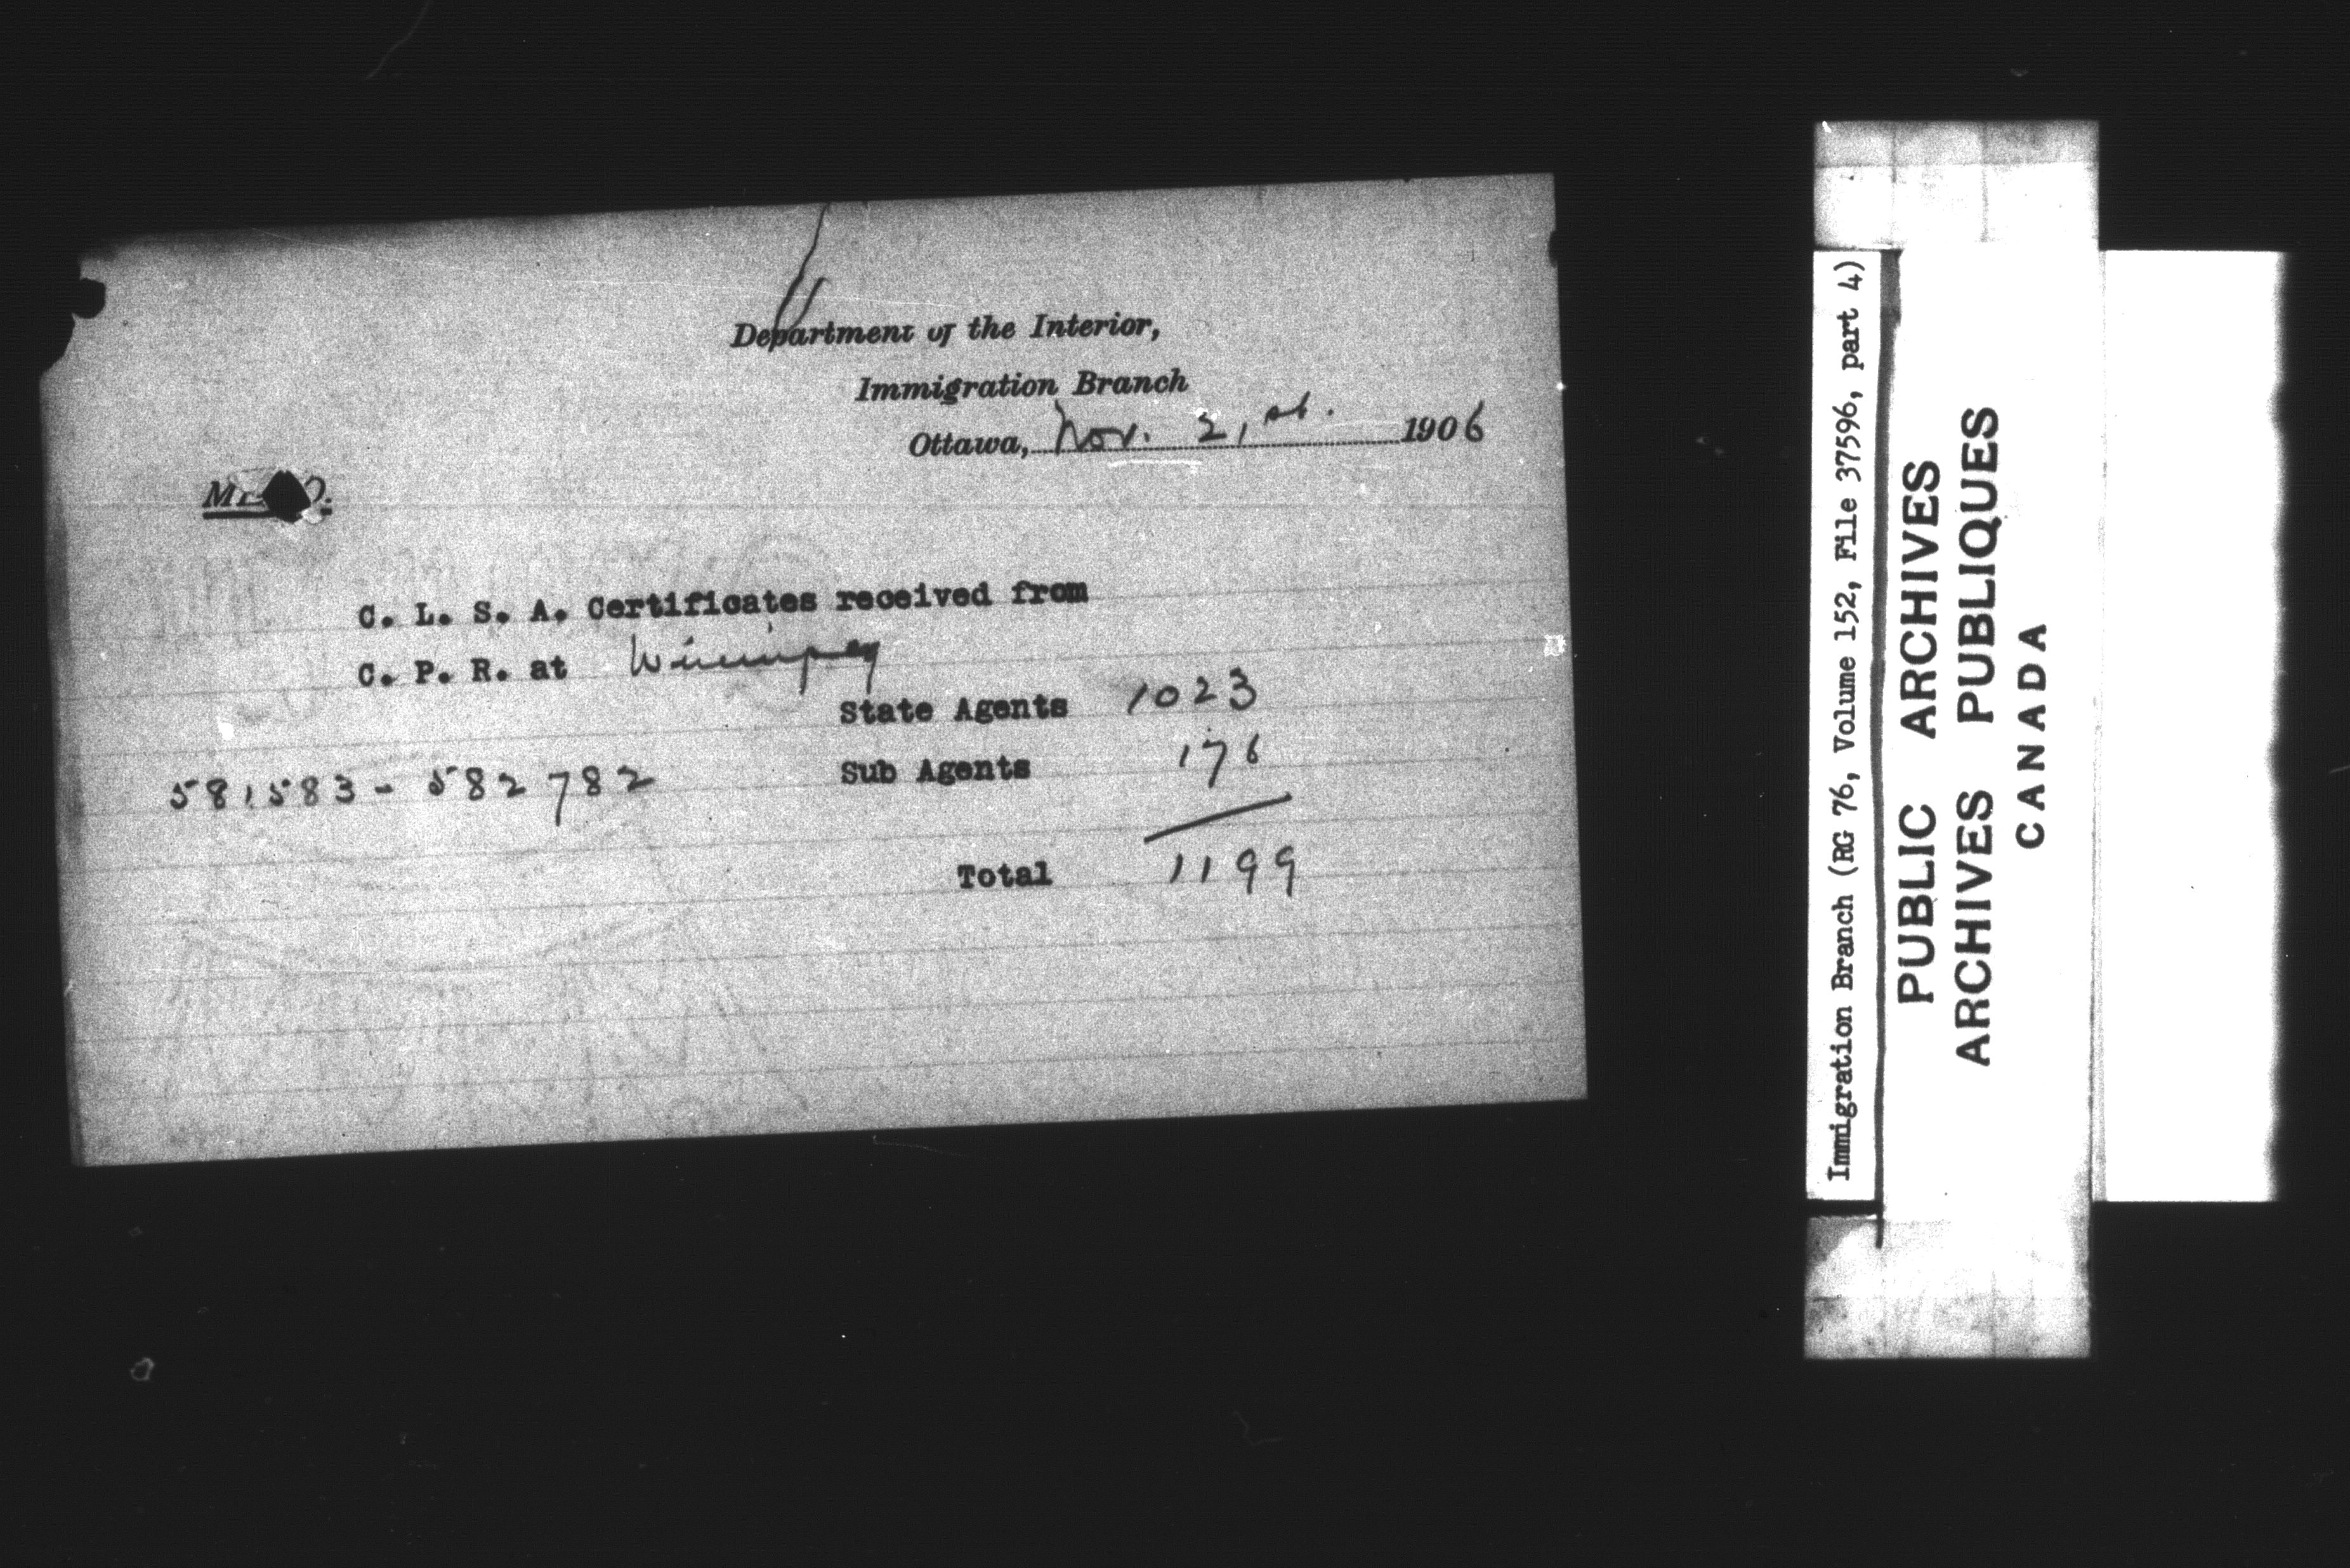 Department of the Interior,
Immigration Branch
Ottawa, Nov. 21st. 1906
C. L. S. A. Certificates received from
C. P. R. at Winnipeg
State Agents 1023
581583 - 582782 Sub Agents 176
Total 1199
Immigration Branch (RG 76, Volume 152, File 37596, part 4)
PUBLIC ARCHIVES
ARCHIVES PUBLIQUES
CANADA